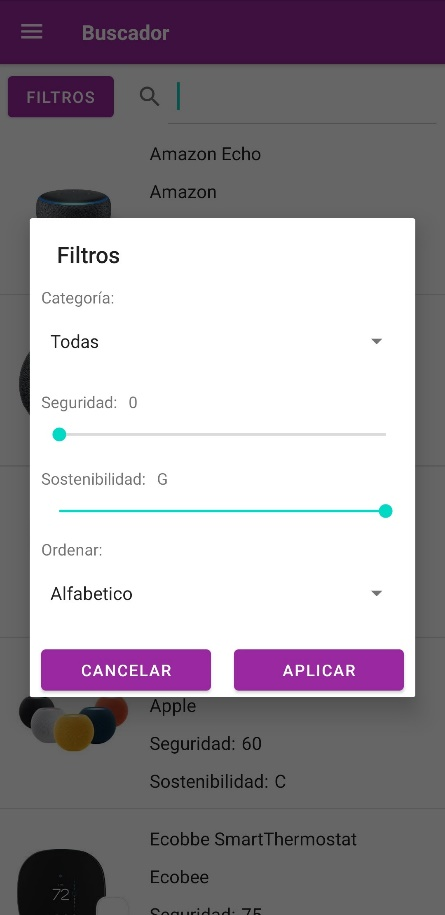 Buscador
FILTROS
Amazon Echo
Amazon
Filtros
Categoría:
Todas
Seguridad: 0
Sostenibilidad: G
Ordenar:
Alfabetico
CANCELAR APLICAR
Apple
Seguridad: 60
Sostenibilidad: C
Ecobbe SmartThermostat
Ecobee
72
Seguridad: 75